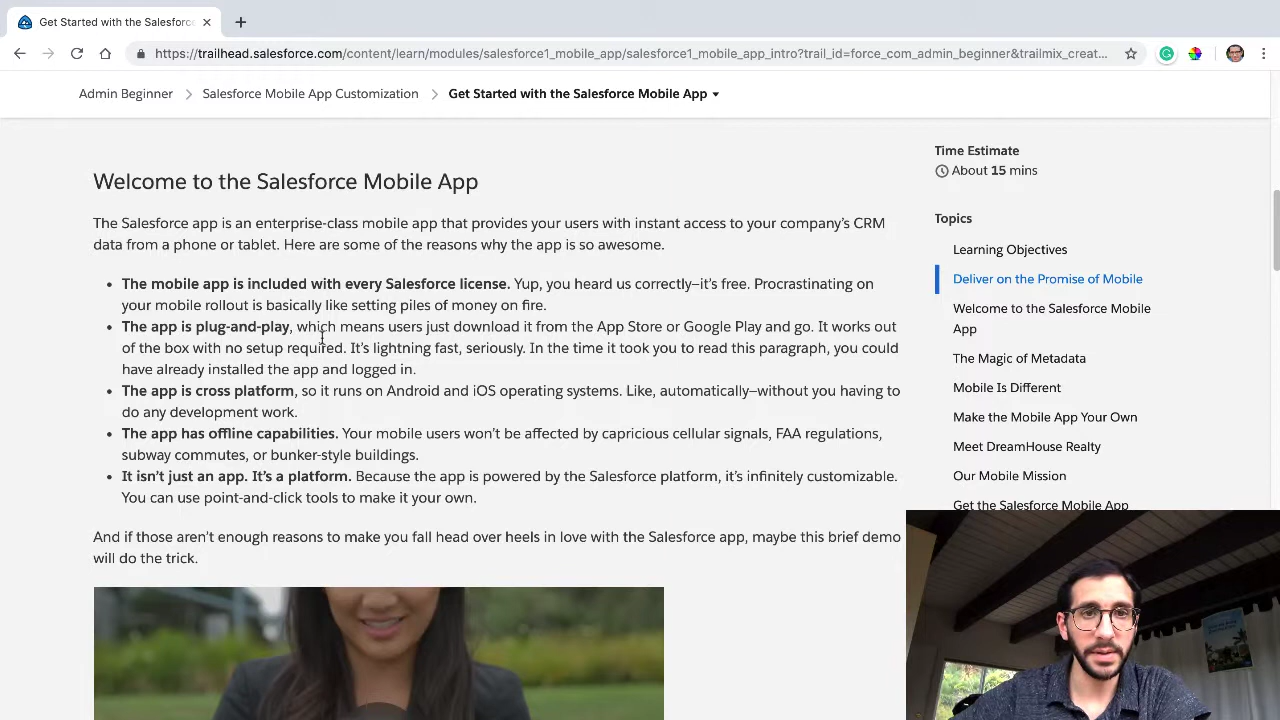 Get Started with the Salesforce
https://trailhead.salesforce.com/content/learn/modules/salesforce1_mobile_app/salesforce1_mobile_app_intro?trail_id=force_com_admin_beginner&trailmix_creat...
Admin Beginner
Salesforce Mobile App Customization
Get Started with the Salesforce Mobile App
Welcome to the Salesforce Mobile App
The Salesforce app is an enterprise-class mobile app that provides your users with instant access to your company’s CRM
data from a phone or tablet. Here are some of the reasons why the app is so awesome.
• The mobile app is included with every Salesforce license. Yup, you heard us correctly—it’s free. Procrastinating on
your mobile rollout is basically like setting piles of money on fire.
• The app is plug-and-play, which means users just download it from the App Store or Google Play and go. It works out
of the box with no setup required. It’s lightning fast, seriously. In the time it took you to read this paragraph, you could
have already installed the app and logged in.
• The app is cross platform, so it runs on Android and iOS operating systems. Like, automatically—without you having to
do any development work.
• The app has offline capabilities. Your mobile users won’t be affected by capricious cellular signals, FAA regulations,
subway commutes, or bunker-style buildings.
• It isn’t just an app. It’s a platform. Because the app is powered by the Salesforce platform, it’s infinitely customizable.
You can use point-and-click tools to make it your own.
And if those aren’t enough reasons to make you fall head over heels in love with the Salesforce app, maybe this brief demo
will do the trick.
Time Estimate
About 15 mins
Topics
Learning Objectives
Deliver on the Promise of Mobile
Welcome to the Salesforce Mobile
App
The Magic of Metadata
Mobile Is Different
Make the Mobile App Your Own
Meet DreamHouse Realty
Our Mobile Mission
Get the Salesforce Mobile App